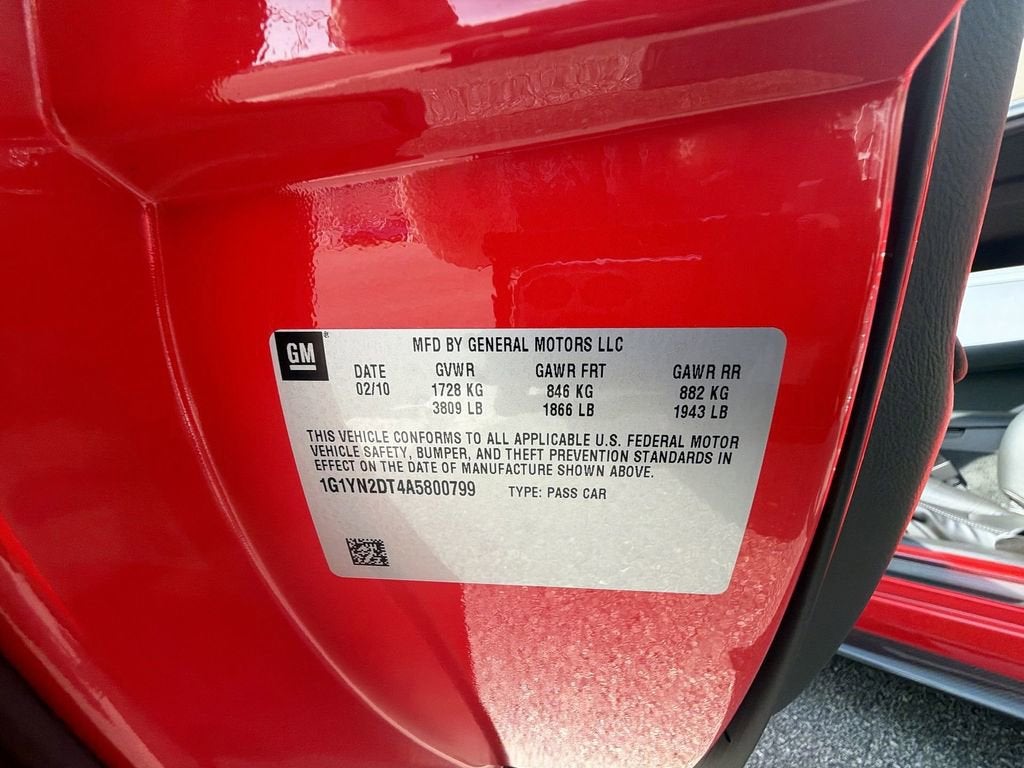 GM
MFD BY GENERAL MOTORS LLC
DATE GVWR GAWR FRT GAWR RR
02/10 1728 KG 846 KG 882 KG
3809 LB 1866 LB 1943 LB
THIS VEHICLE CONFORMS TO ALL APPLICABLE U.S. FEDERAL MOTOR
VEHICLE SAFETY, BUMPER, AND THEFT PREVENTION STANDARDS IN
EFFECT ON THE DATE OF MANUFACTURE SHOWN ABOVE.
1G1YN2DT4A5800799 TYPE: PASS CAR